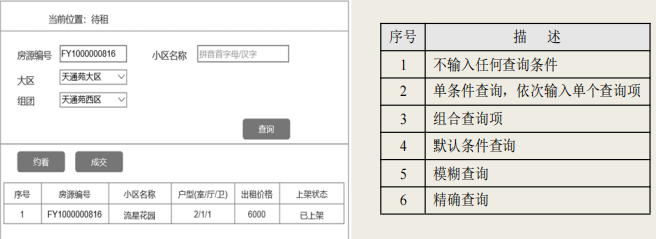 当前位置：待租
房源编号 FY1000000816 小区名称 拼音首字母/汉字
大区 天通苑大区
组团 天通苑西区
查询
约看 成交
序号 房源编号 小区名称 户型(室/厅/卫) 出租价格 上架状态
1 FY1000000816 流星花园 2/1/1 6000 已上架
序号 描 述
1 不输入任何查询条件
2 单条件查询，依次输入单个查询项
3 组合查询项
4 默认条件查询
5 模糊查询
6 精确查询